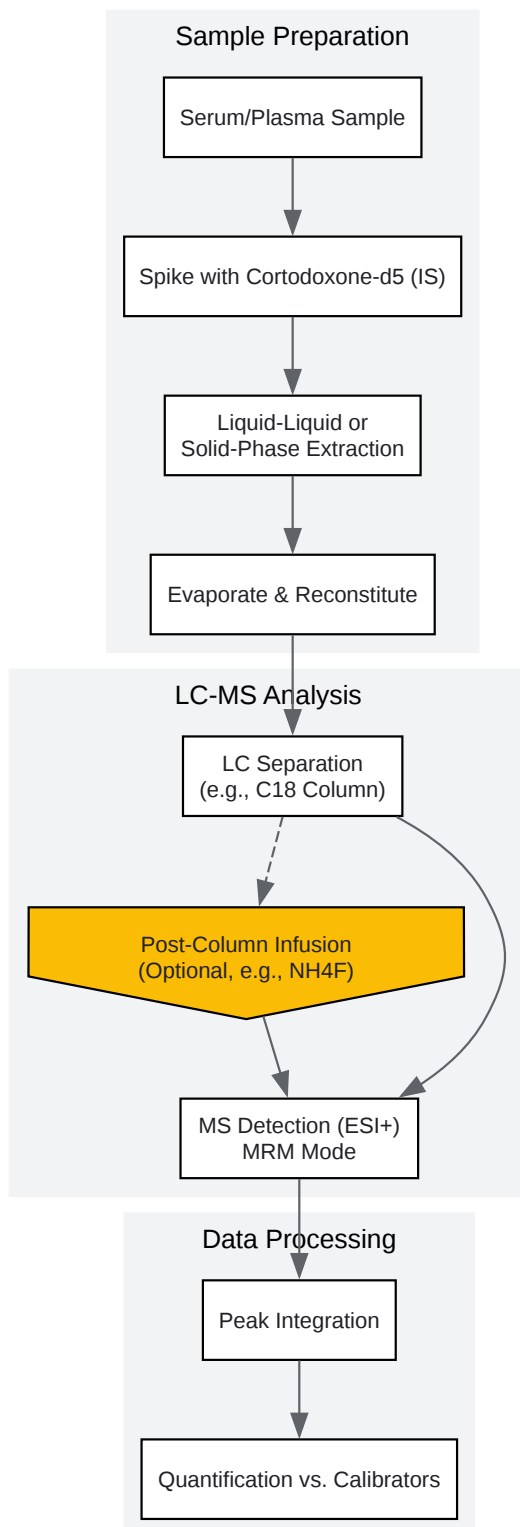 Sample Preparation
Serum/Plasma Sample
Spike with Cortodoxone-d5 (IS)
Liquid-Liquid or
Solid-Phase Extraction
Evaporate & Reconstitute
LC-MS Analysis
LC Separation
(e.g., C18 Column)
Post-Column Infusion
(Optional, e.g., NH4F)
MS Detection (ESI+)
MRM Mode
Data Processing
Peak Integration
Quantification vs. Calibrators